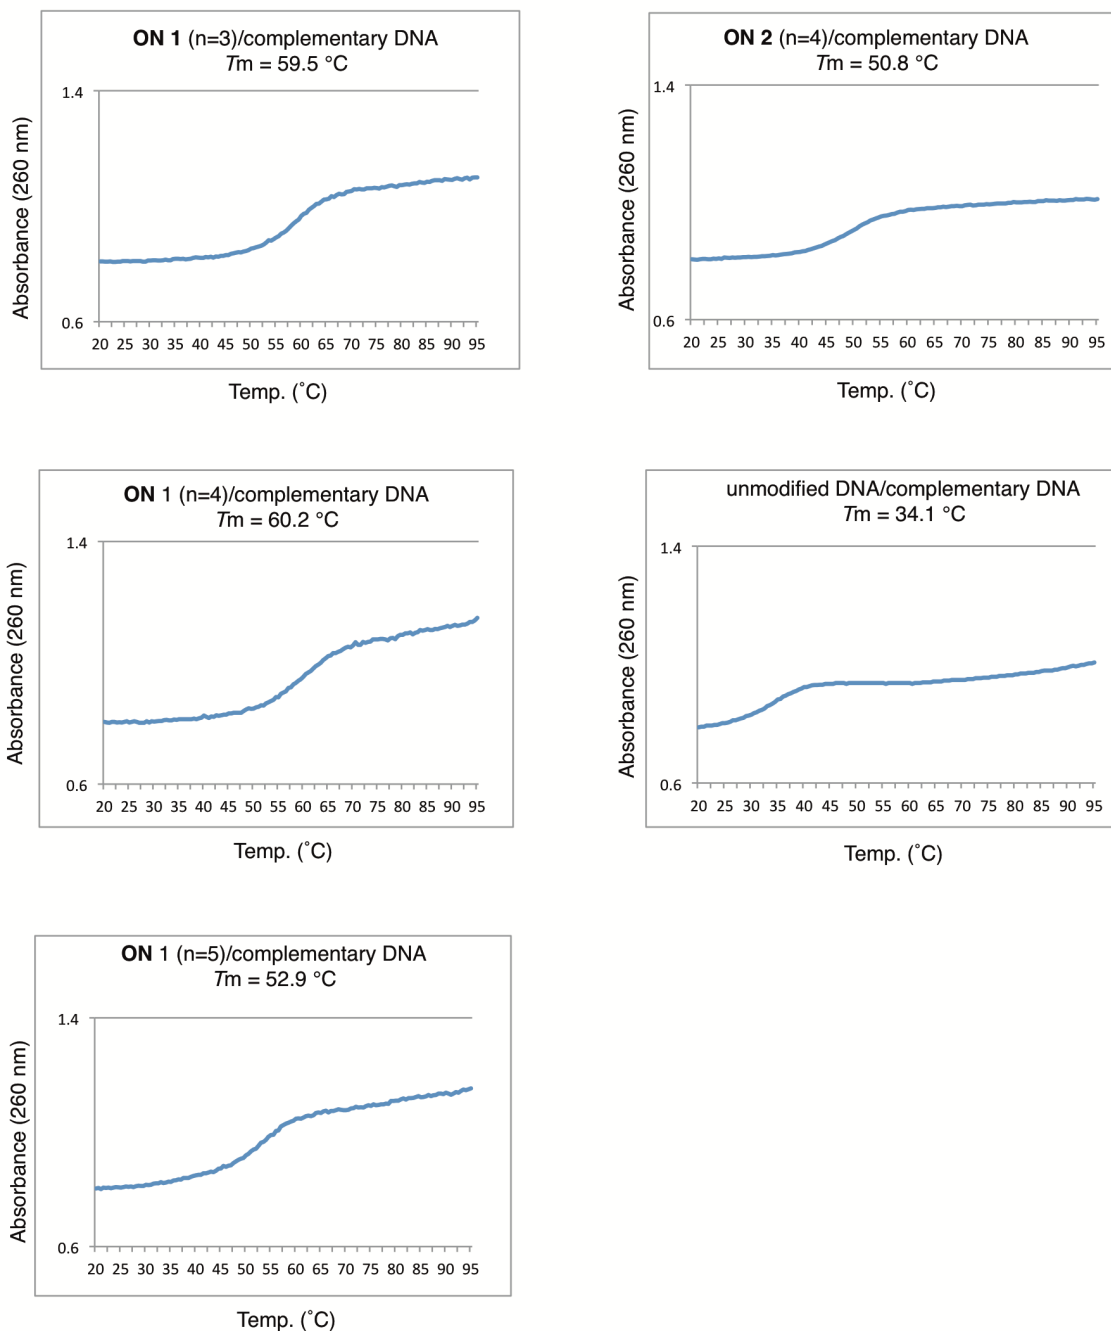 ON 1 (n=3)/complementary DNA
Tm = 59.5 °C
1.4
Absorbance (260 nm)
0.6
20 25 30 35 40 45 50 55 60 65 70 75 80 85 90 95
Temp. (˚C)
ON 2 (n=4)/complementary DNA
Tm = 50.8 °C
1.4
Absorbance (260 nm)
0.6
20 25 30 35 40 45 50 55 60 65 70 75 80 85 90 95
Temp. (˚C)
ON 1 (n=4)/complementary DNA
Tm = 60.2 °C
1.4
Absorbance (260 nm)
0.6
20 25 30 35 40 45 50 55 60 65 70 75 80 85 90 95
Temp. (˚C)
unmodified DNA/complementary DNA
Tm = 34.1 °C
1.4
Absorbance (260 nm)
0.6
20 25 30 35 40 45 50 55 60 65 70 75 80 85 90 95
Temp. (˚C)
ON 1 (n=5)/complementary DNA
Tm = 52.9 °C
1.4
Absorbance (260 nm)
0.6
20 25 30 35 40 45 50 55 60 65 70 75 80 85 90 95
Temp. (˚C)